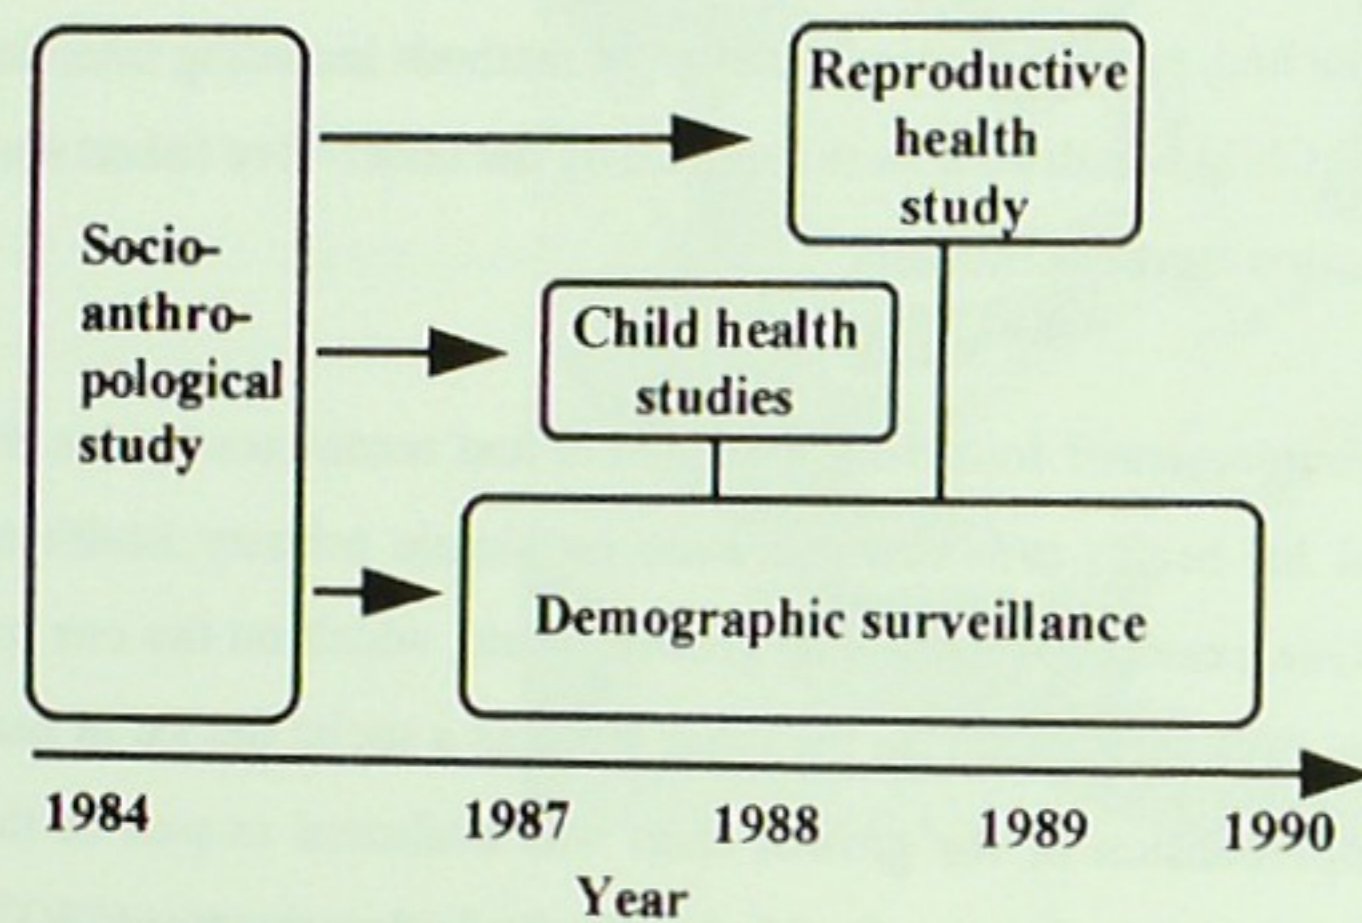 Reproductive
health
study
Socio-
anthro-
pological
study
Child health
studies
Demographic surveillance
1984
1987
1988
1989
1990
Year